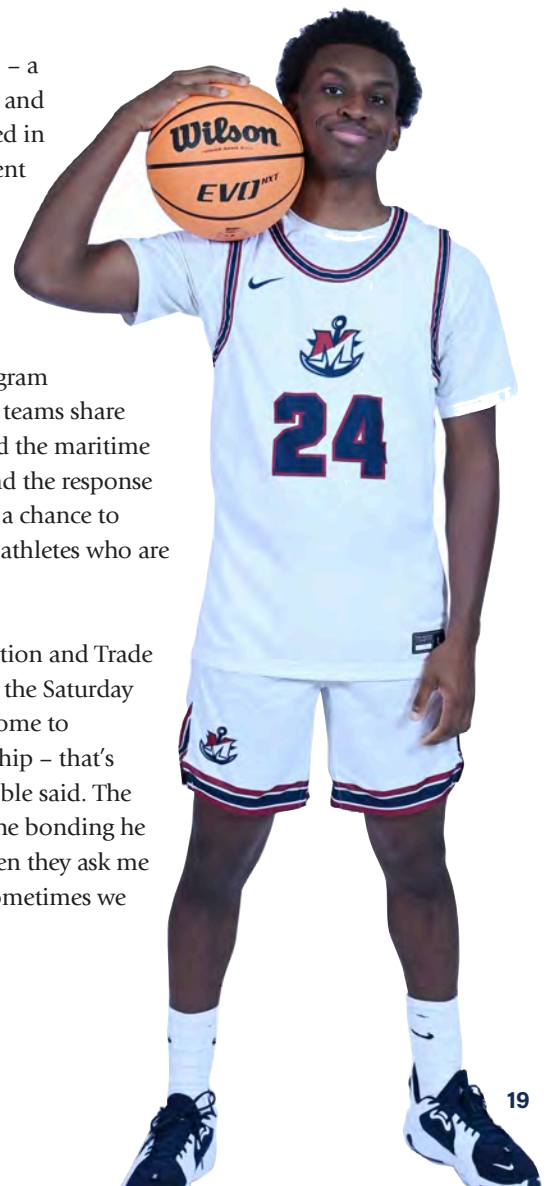 – a
and
ed in
ent
gram
teams share
d the maritime
nd the response
a chance to
athletes who are
tion and Trade
the Saturday
ome to
hip – that's
ble said. The
he bonding he
en they ask me
ometimes we
Wilson
EVO NXT
M
24
19